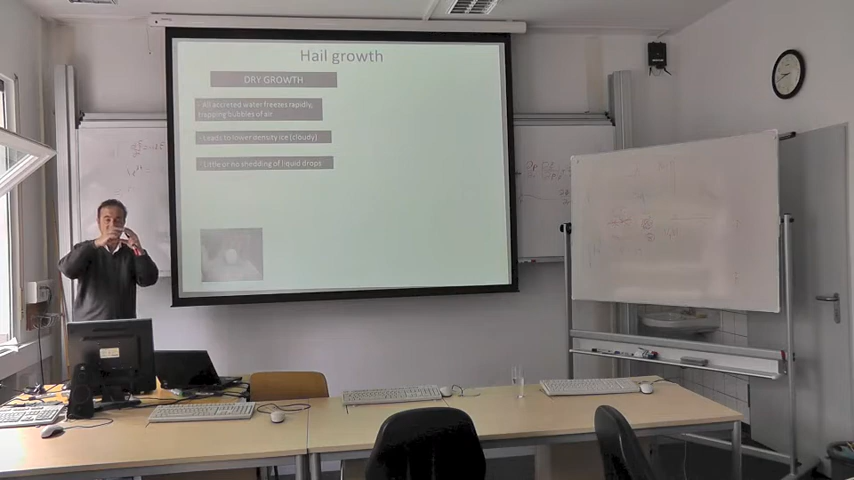 Hail growth
DRY GROWTH
- All accreted water freezes rapidly,
trapping bubbles of air
- Leads to lower density ice (cloudy)
- Little or no shedding of liquid drops